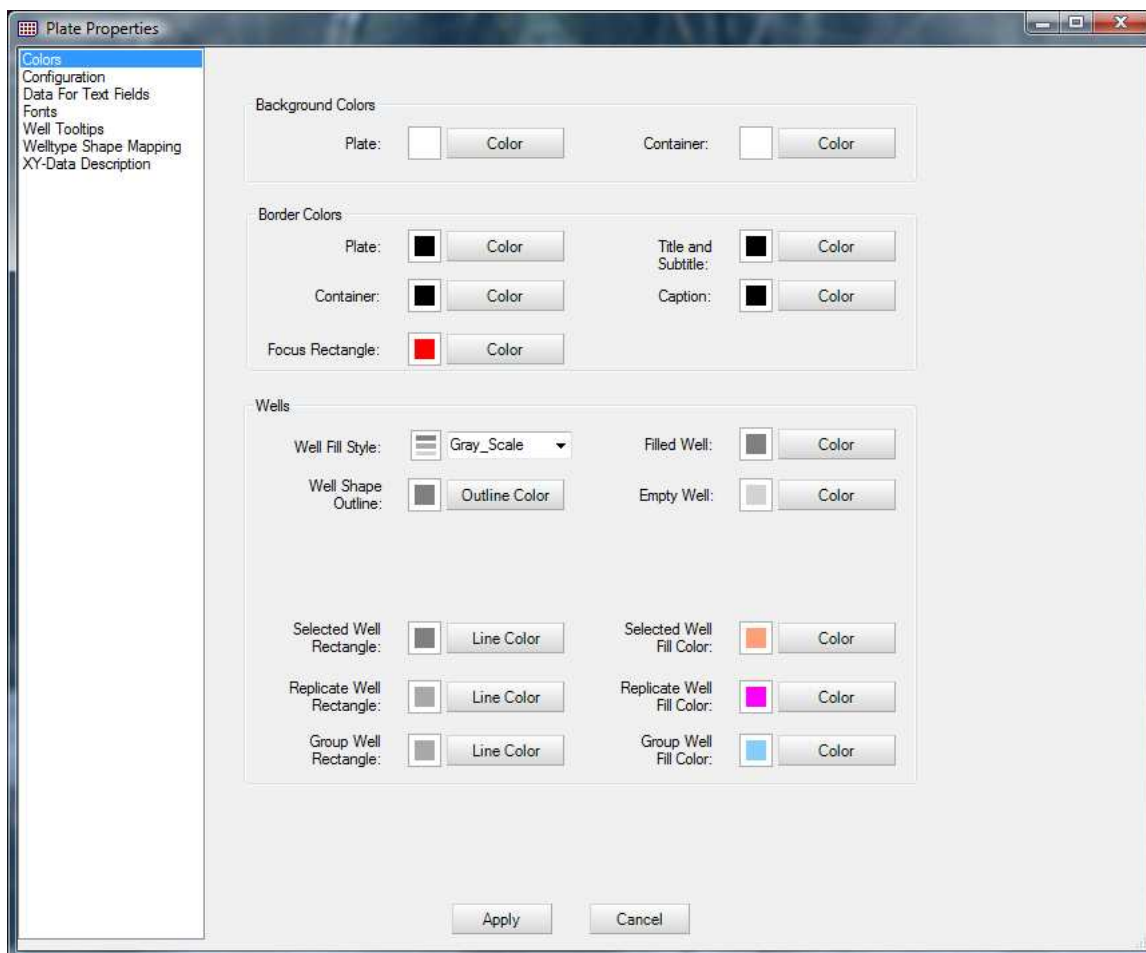 Plate Properties
Colors
Configuration
Data For Text Fields
Fonts
Well Tooltips
Welltype Shape Mapping
XY-Data Description
Background Colors
Plate: Color Container: Color
Border Colors
Plate: Color Title and
Subtitle: Color
Container: Color Caption: Color
Focus Rectangle: Color
Wells
Well Fill Style: Gray_Scale Filled Well: Color
Well Shape
Outline: Outline Color Empty Well: Color
Selected Well
Rectangle: Line Color Selected Well
Fill Color: Color
Replicate Well
Rectangle: Line Color Replicate Well
Fill Color: Color
Group Well
Rectangle: Line Color Group Well
Fill Color: Color
Apply Cancel